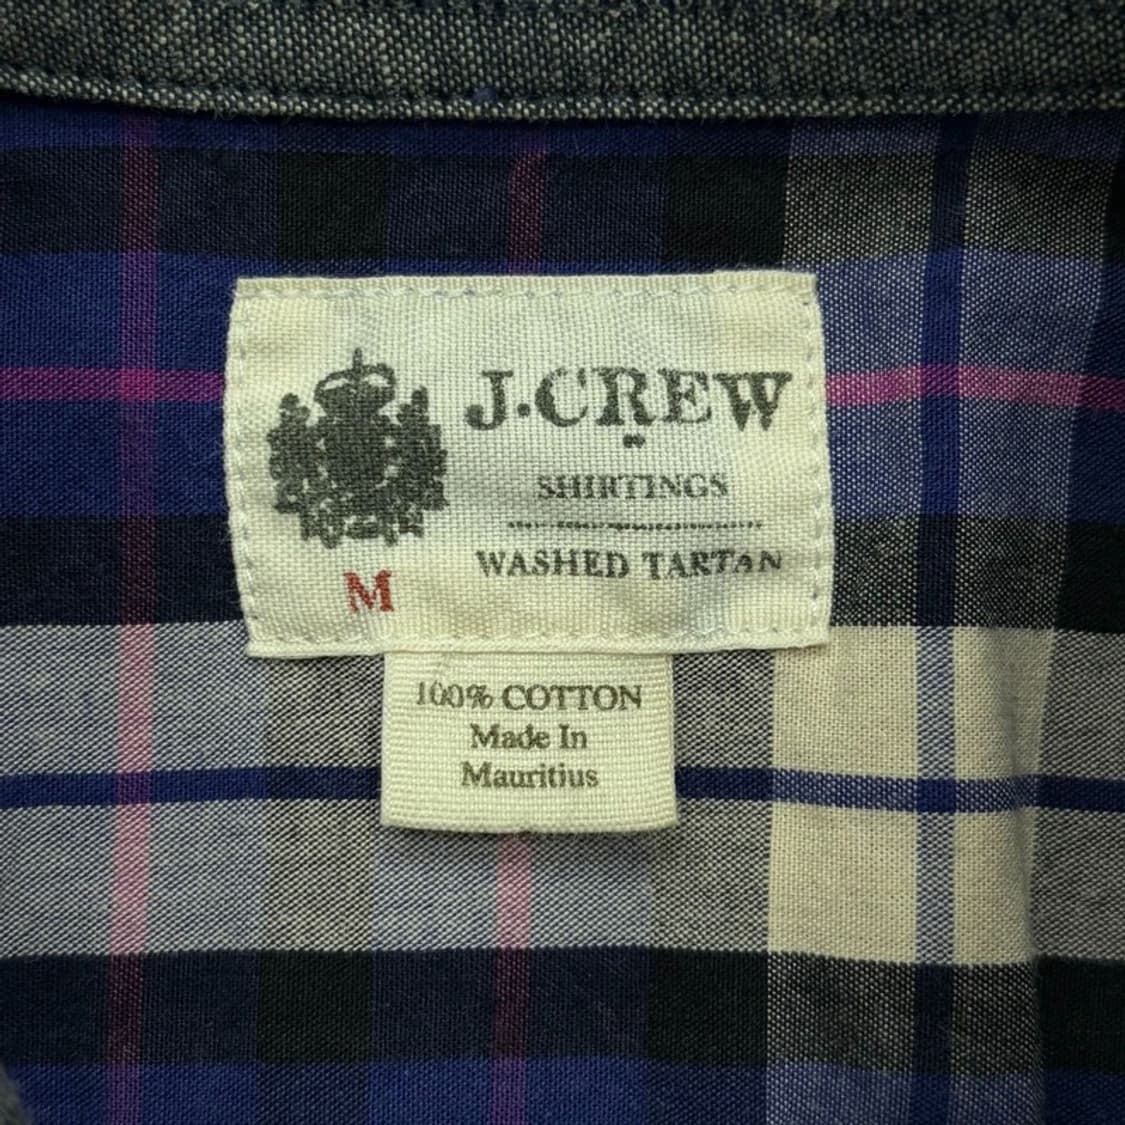 J.CREW
SHIRTINGS
WASHED TARTAN
M
100% COTTON
Made In
Mauritius